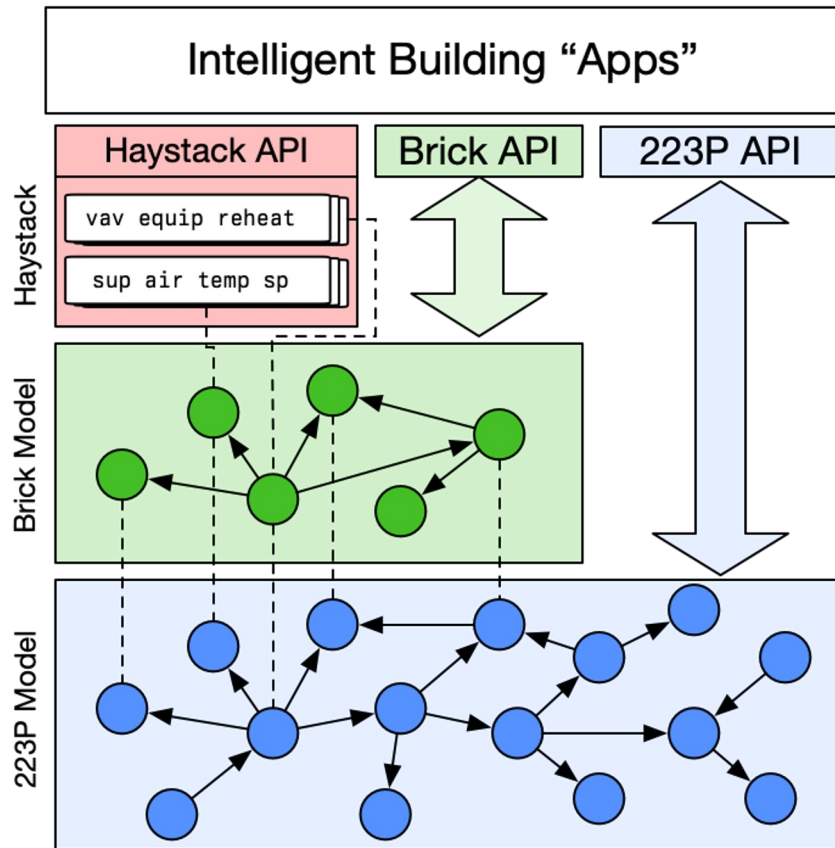 Intelligent Building “Apps”
Haystack API
Brick API
223P API
Haystack
vav equip reheat
sup air temp sp
Brick Model
223P Model